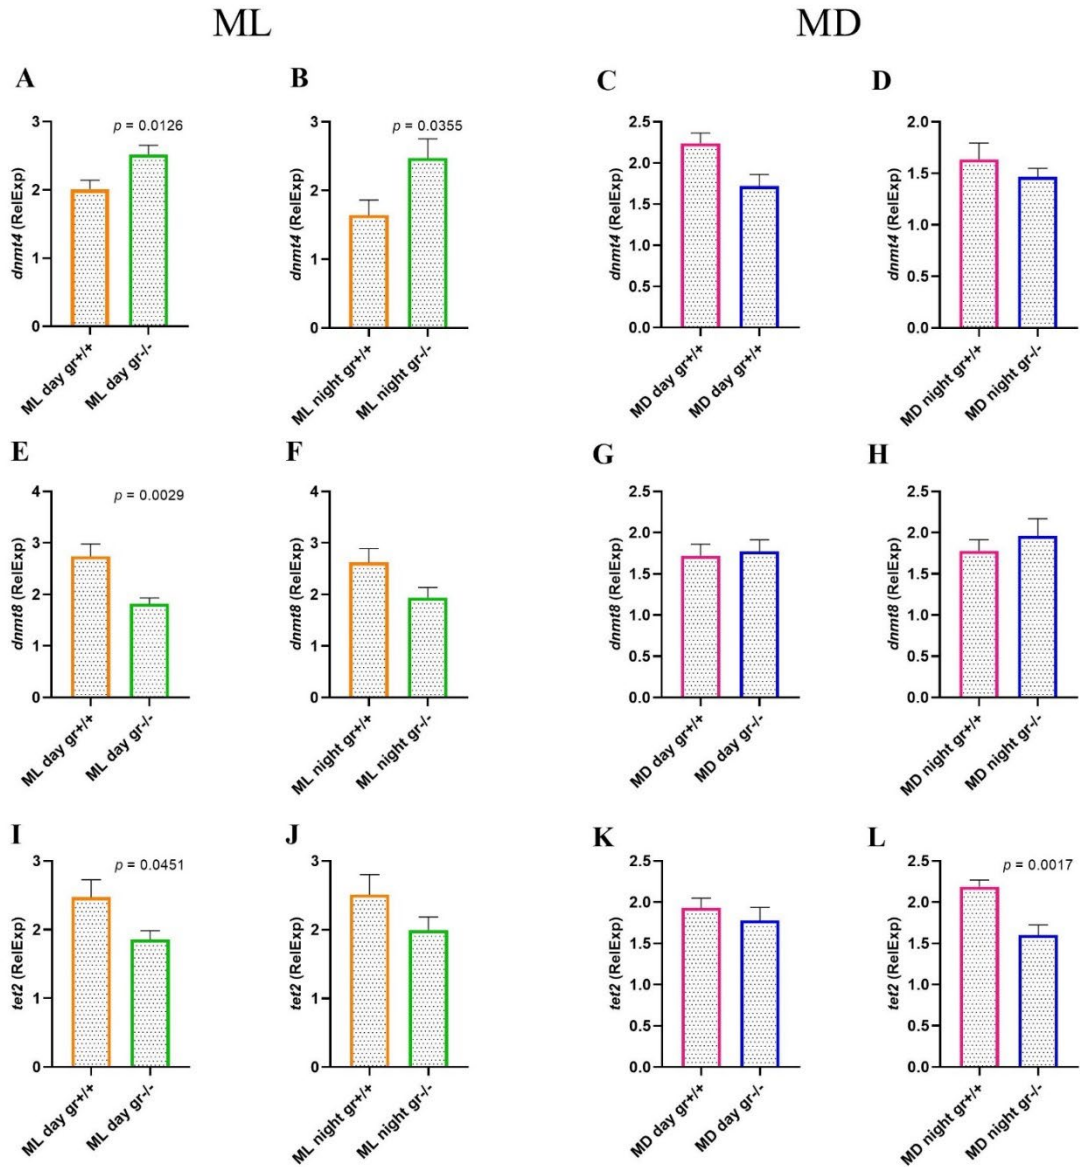 ML MD
A B C D
p = 0.0126
p = 0.0355
dnmt4 (RelExp)
3
2
1
0
ML day gr+/+
ML day gr-/-
dnmt4 (RelExp)
3
2
1
0
ML night gr+/+
ML night gr-/-
dnmt4 (RelExp)
2.5
2.0
1.5
1.0
0.5
0.0
MD day gr+/+
MD day gr+/+
dnmt4 (RelExp)
2.0
1.5
1.0
0.5
0.0
MD night gr+/+
MD night gr-/-
E F G H
p = 0.0029
dnmt8 (RelExp)
4
3
2
1
0
ML day gr+/+
ML day gr-/-
dnmt8 (RelExp)
4
3
2
1
0
ML night gr+/+
ML night gr-/-
dnmt8 (RelExp)
2.5
2.0
1.5
1.0
0.5
0.0
MD day gr+/+
MD day gr-/-
dnmt8 (RelExp)
2.5
2.0
1.5
1.0
0.5
0.0
MD night gr+/+
MD night gr-/-
I J K L
p = 0.0451
p = 0.0017
tet2 (RelExp)
3
2
1
0
ML day gr+/+
ML day gr-/-
tet2 (RelExp)
3
2
1
0
ML night gr+/+
ML night gr-/-
tet2 (RelExp)
2.5
2.0
1.5
1.0
0.5
0.0
MD day gr+/+
MD day gr-/-
tet2 (RelExp)
2.5
2.0
1.5
1.0
0.5
0.0
MD night gr+/+
MD night gr-/-